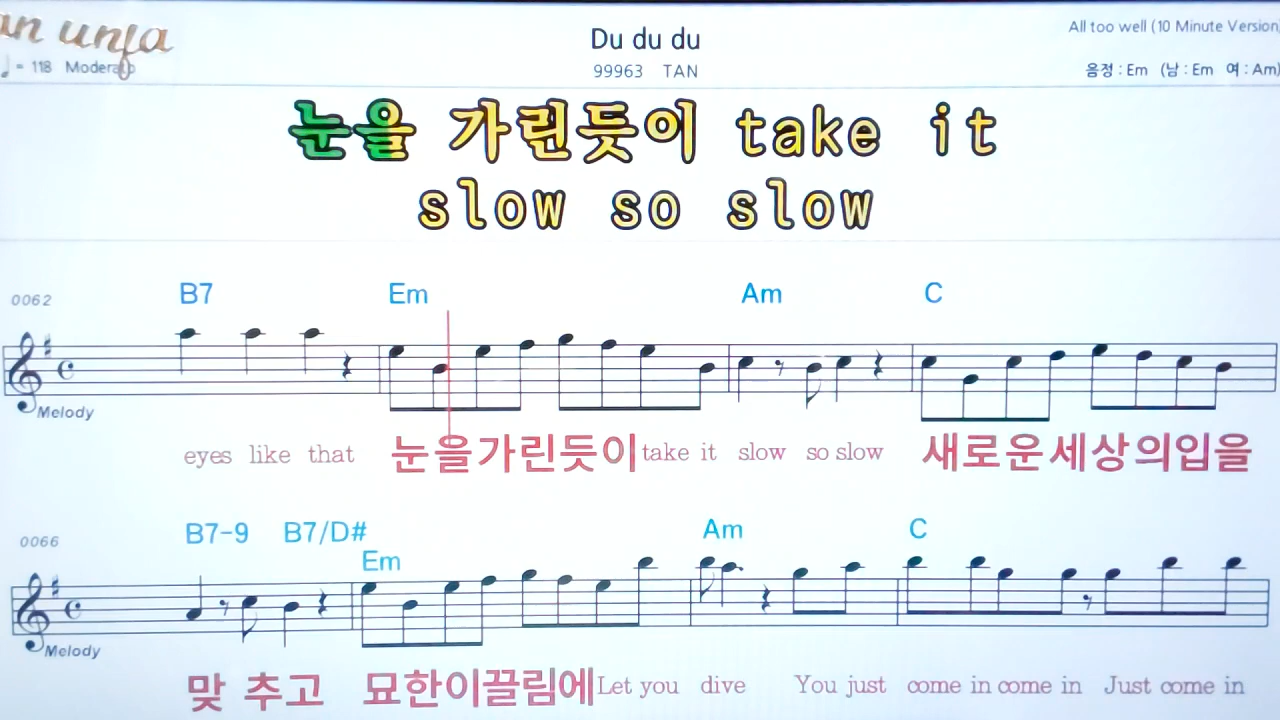 Du du du
All too well (10 Minute Version
♩ = 118 Moderato
99963 TAN
음정 : Em (남 : Em 여 : Am)
눈을 가린듯이 take it
slow so slow
0062 B7 Em Am C
Melody
eyes like that 눈을가린듯이 take it slow so slow 새로운세상의입을
0066 B7-9 B7/D# Em Am C
Melody
맞 추고 묘한이끌림에 Let you dive You just come in come in Just come in